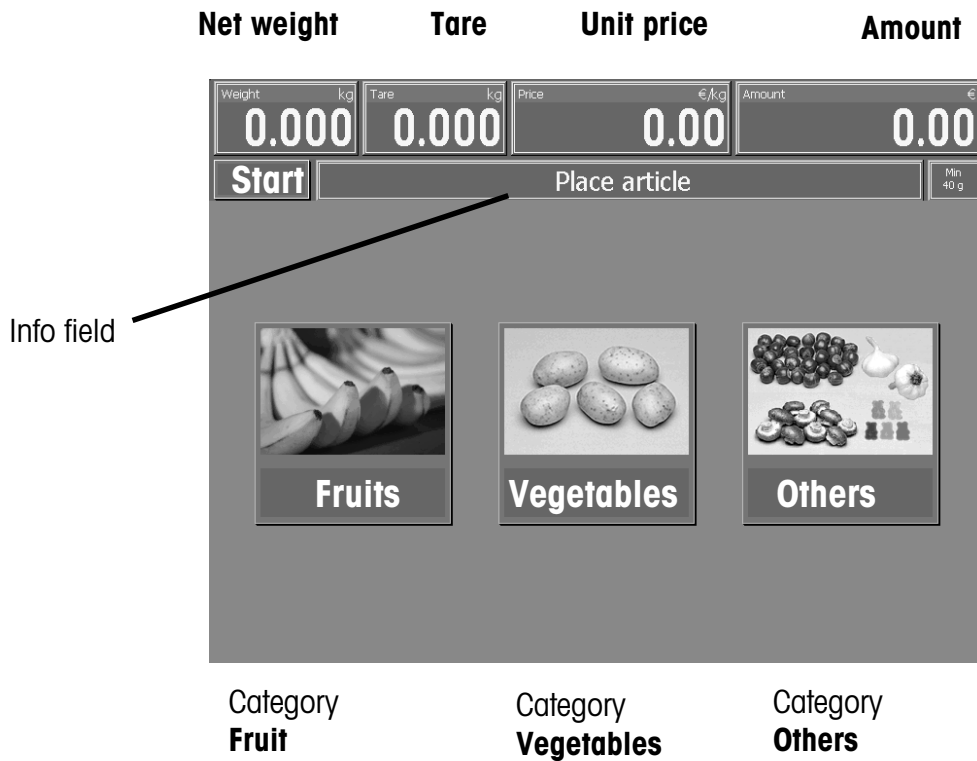 Net weight Tare Unit price Amount
Weight kg Tare kg Price €/kg Amount €
0.000 0.000 0.00 0.00
Start Place article Min
40 g
Info field
Fruits Vegetables Others
Category Category Category
Fruit Vegetables Others